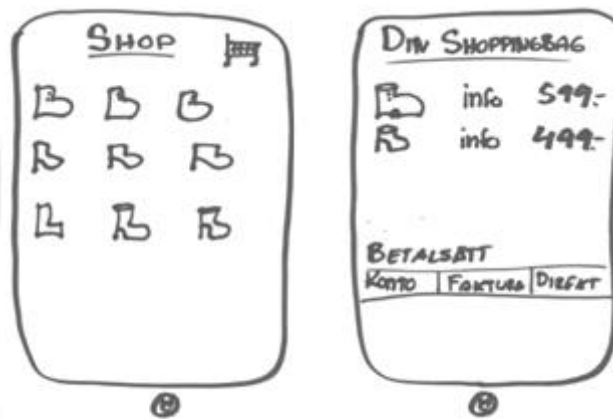 SHOP
DIN SHOPPINGBAG
info 599:-
info 499:-
BETALSÄTT
KONTO FAKTURA DIREKT